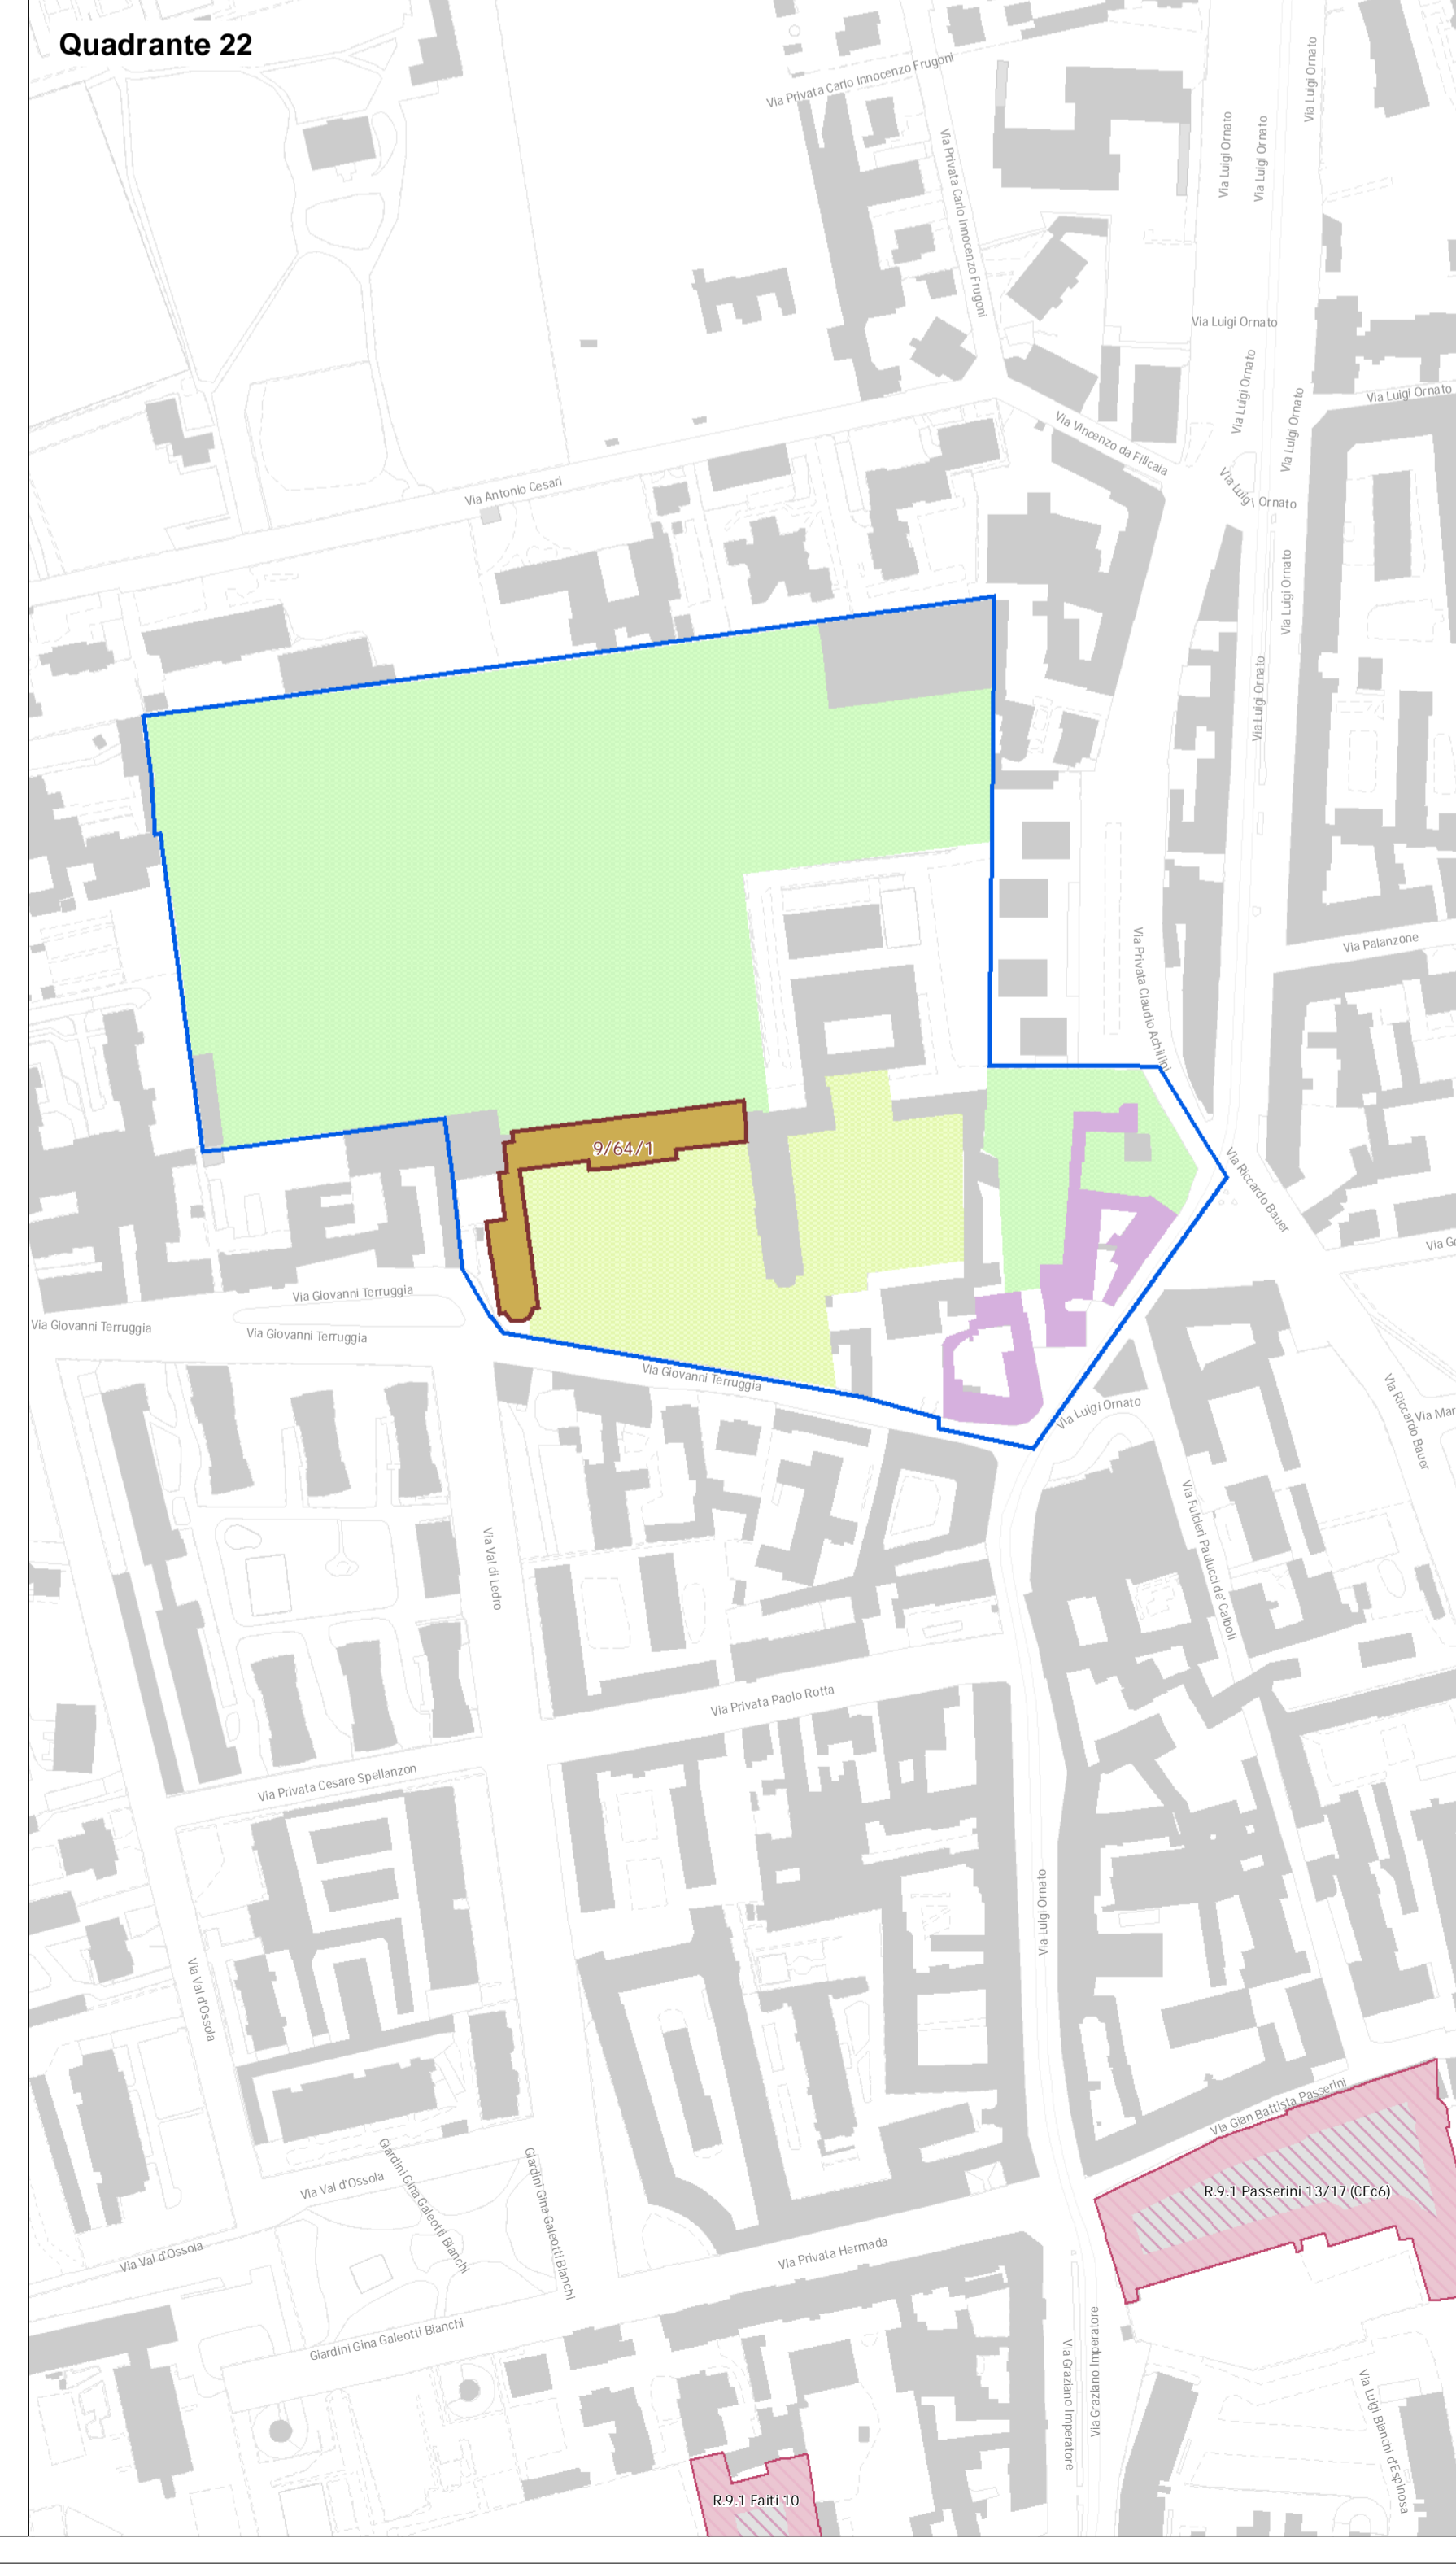 Quadrante 22
Via Luigi Ornato
Via Privata Carlo Innocenzo Frugoni
Via Luigi Ornato
Via Luigi Ornato
Via Privata Carlo Innocenzo Frugoni
Via Luigi Ornato
Via Luigi Ornato
Via Luigi Ornato
Via Luigi Ornato
Via Vincenzo da Filicaia
Via Luigi Ornato
Via Antonio Cesari
Via Luigi Ornato
Via Luigi Ornato
Via Palanzone
Via Privata Claudio Achillini
9/64/1
Via Riccardo Bauer
Via Gr
Via Giovanni Terruggia
Via Giovanni Terruggia
Via Giovanni Terruggia
Via Giovanni Terruggia
Via Luigi Ornato
Via Riccardo Bauer
Via Mar
Via Val di Ledro
Via Fulcieri Paulucci de' Calboli
Via Privata Paolo Rotta
Via Privata Cesare Spellanzon
Via Luigi Ornato
Via Val d'Ossola
Via Gian Battista Passerini
Via Val d'Ossola
Giardini Gina Galeotti Bianchi
Giardini Gina Galeotti Bianchi
R.9.1 Passerini 13/17 (CEc6)
Via Val d'Ossola
Via Privata Hermada
Giardini Gina Galeotti Bianchi
Via Graziano Imperatore
Via Graziano Imperatore
Via Luigi Bianchi d'Espinosa
R.9.1 Faiti 10